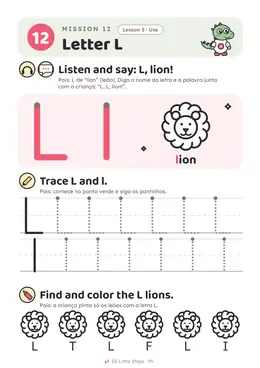 12
MISSION 12
Lesson 3 · Use
Letter L
Listen and say: L, lion!
Pais: L de "lion" (leão). Diga o nome da letra e a palavra junto
com a criança: "L, L, lion!".
L l
lion
Trace L and l.
Pais: comece no ponto verde e siga os pontinhos.
L
l
Find and color the L lions.
Pais: a criança pinta só os leões com a letra L.
L T L F L I